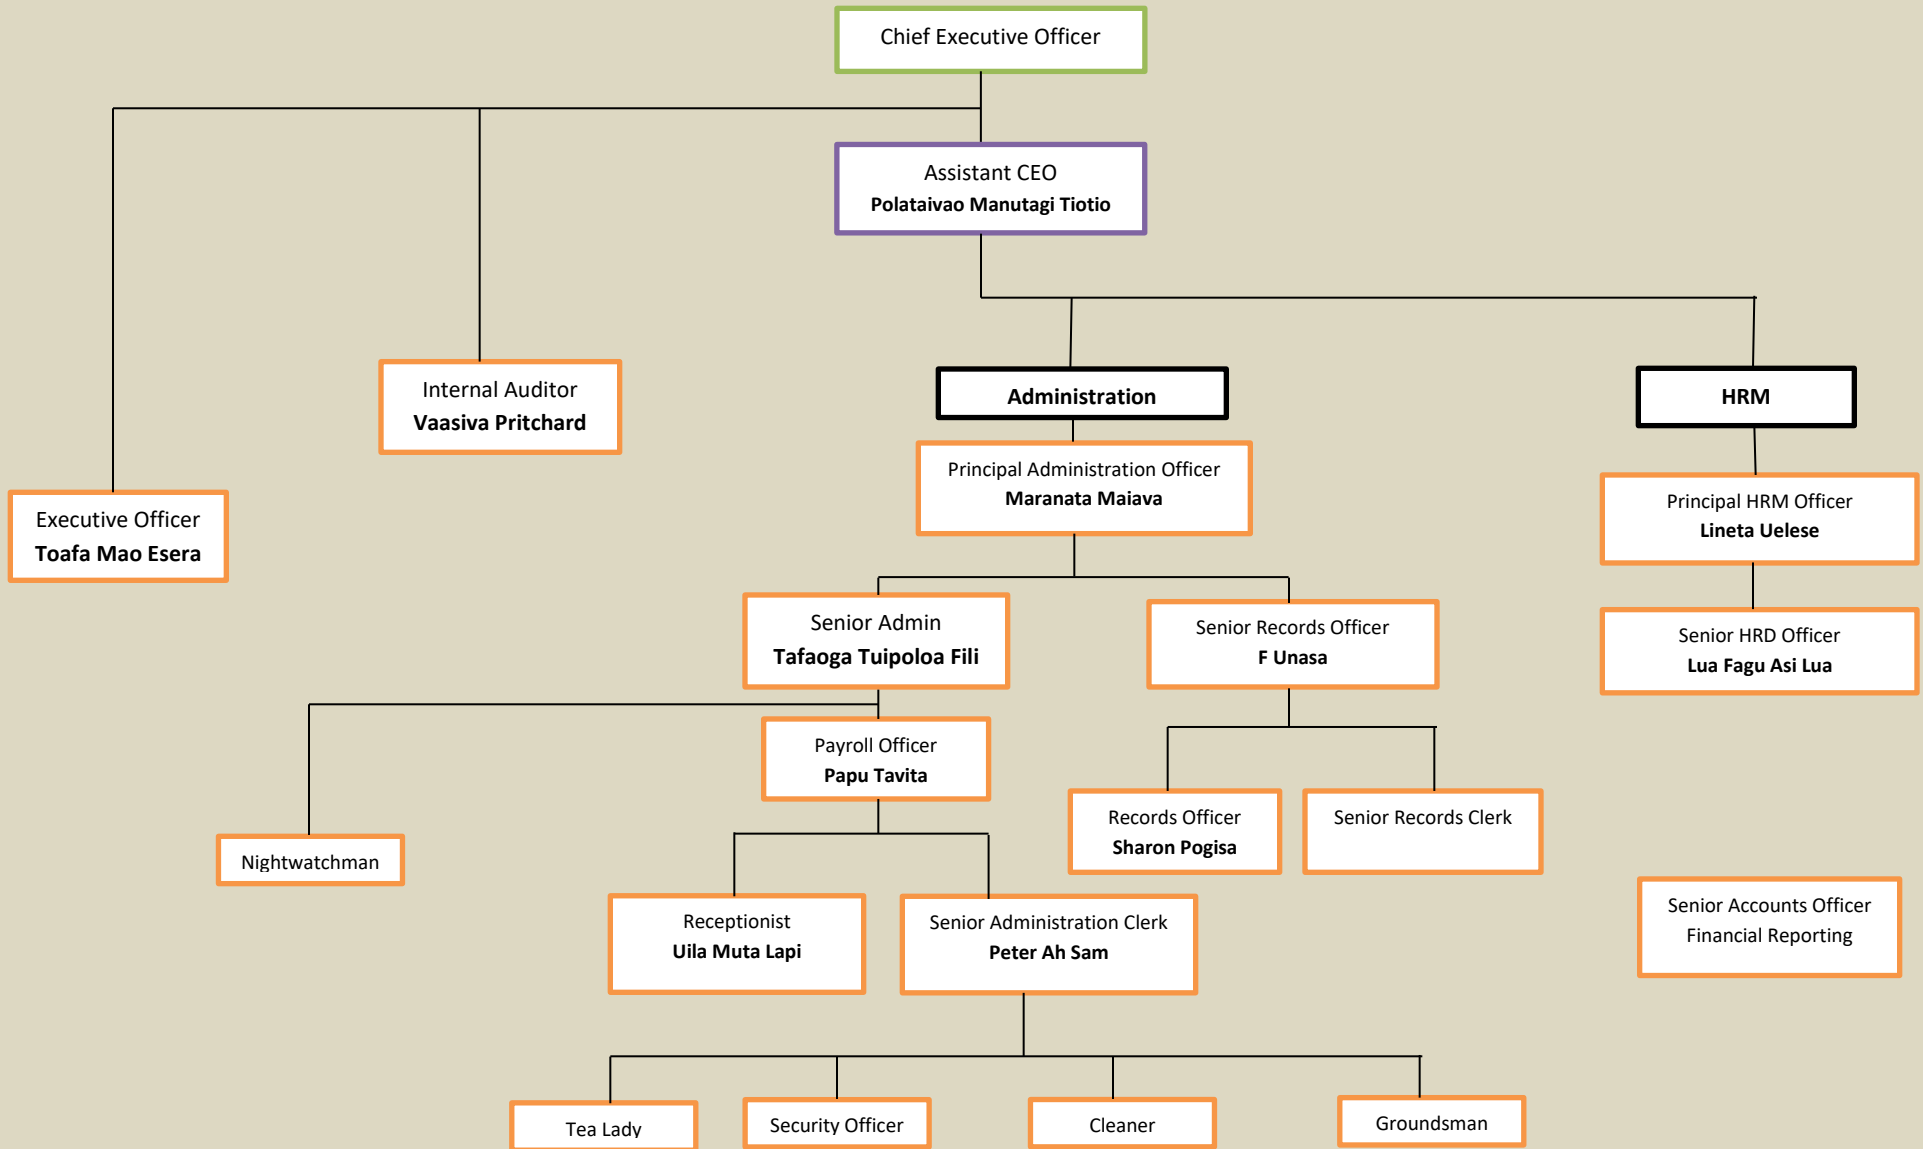 Chief Executive Officer
Assistant CEO
Polataivao Manutagi Tiotio
Internal Auditor
Vaasiva Pritchard
Administration
HRM
Principal Administration Officer
Maranata Maiava
Executive Officer
Toafa Mao Esera
Principal HRM Officer
Lineta Uelese
Senior Admin
Tafaoga Tuipoloa Fili
Senior Records Officer
F Unasa
Senior HRD Officer
Lua Fagu Asi Lua
Payroll Officer
Papu Tavita
Records Officer
Sharon Pogisa
Senior Records Clerk
Nightwatchman
Receptionist
Uila Muta Lapi
Senior Administration Clerk
Peter Ah Sam
Senior Accounts Officer
Financial Reporting
Tea Lady
Security Officer
Cleaner
Groundsman